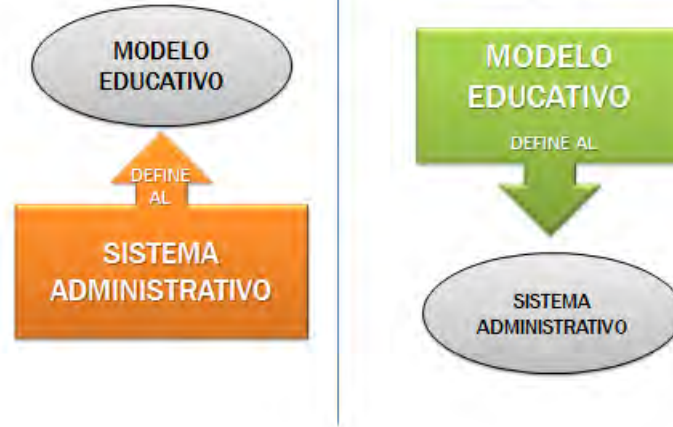 MODELO
EDUCATIVO
DEFINE
AL
SISTEMA
ADMINISTRATIVO
MODELO
EDUCATIVO
DEFINE AL
SISTEMA
ADMINISTRATIVO